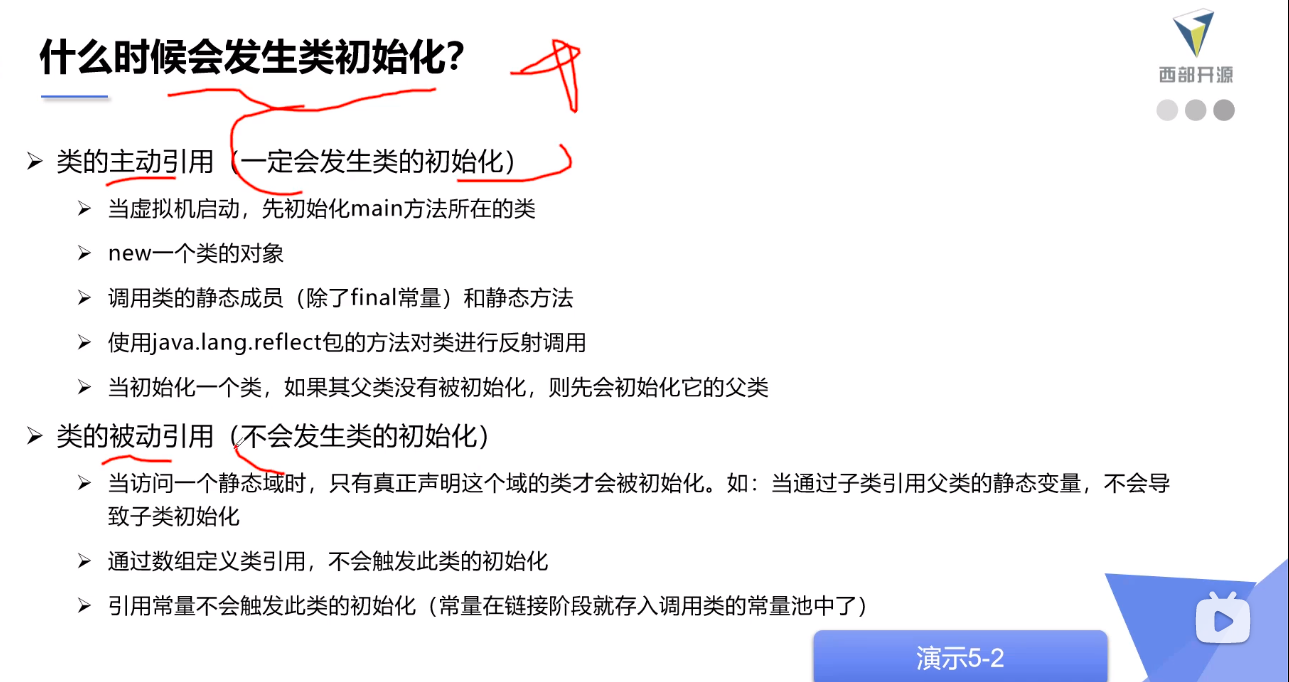 什么时候会发生类初始化？
西部开源
类的主动引用（一定会发生类的初始化）
当虚拟机启动，先初始化main方法所在的类
new一个类的对象
调用类的静态成员（除了final常量）和静态方法
使用java.lang.reflect包的方法对类进行反射调用
当初始化一个类，如果其父类没有被初始化，则先会初始化它的父类
类的被动引用（不会发生类的初始化）
当访问一个静态域时，只有真正声明这个域的类才会被初始化。如：当通过子类引用父类的静态变量，不会导
致子类初始化
通过数组定义类引用，不会触发此类的初始化
引用常量不会触发此类的初始化（常量在链接阶段就存入调用类的常量池中了）
演示5-2